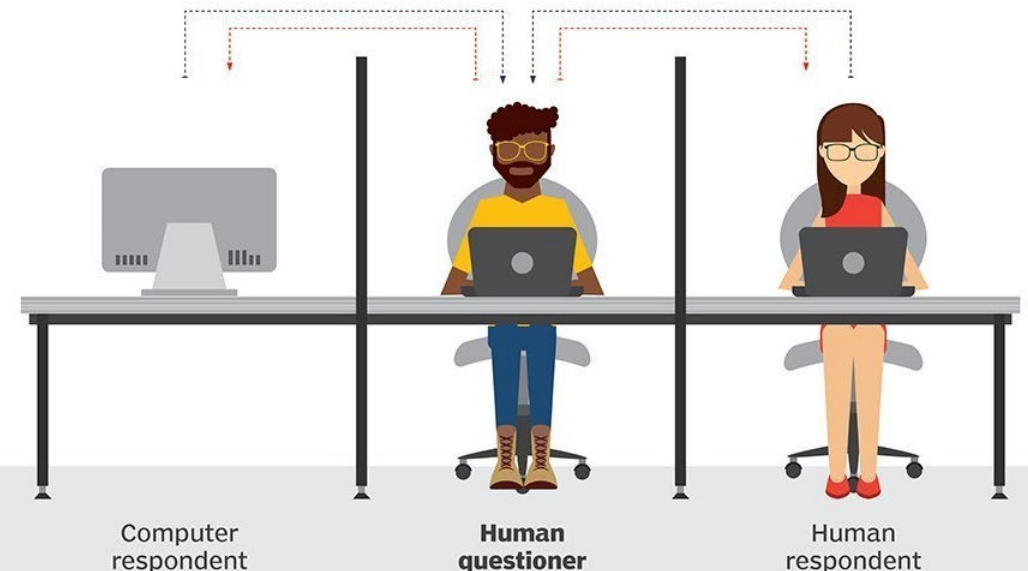 Computer
respondent
Human
questioner
Human
respondent